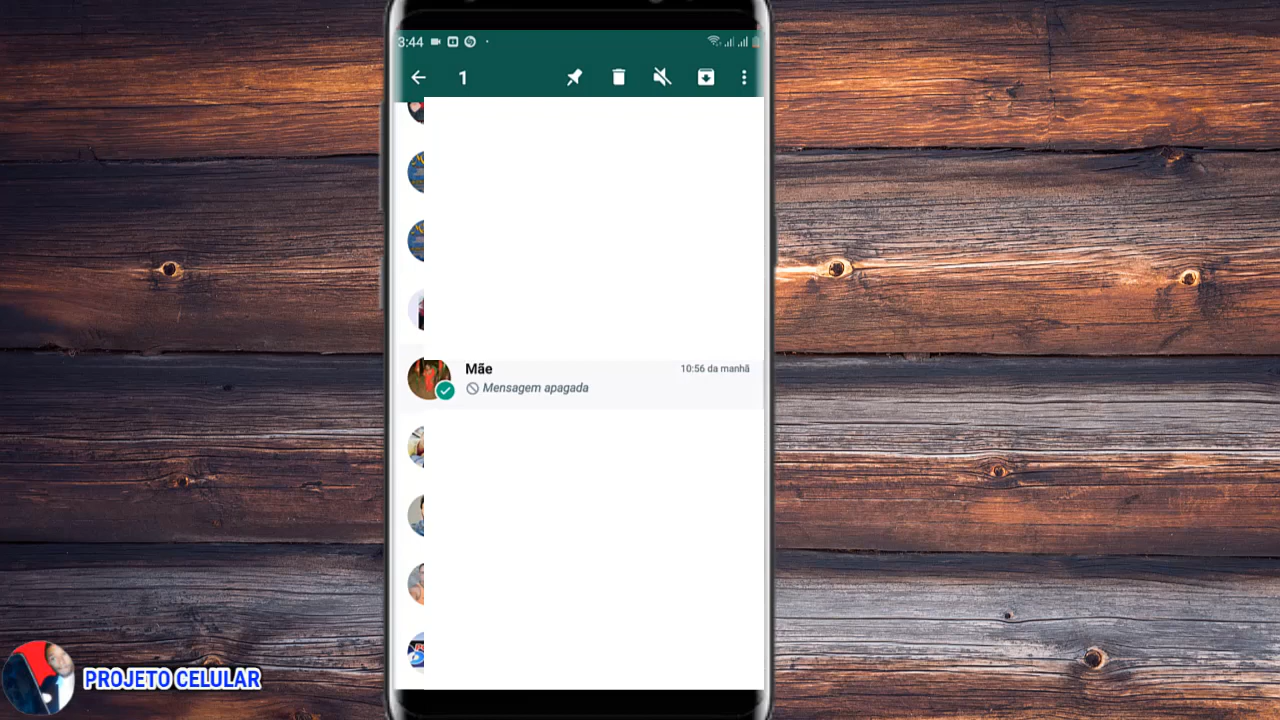 3:44
1
Mãe
10:56 da manhã
Mensagem apagada
PROJETO CELULAR